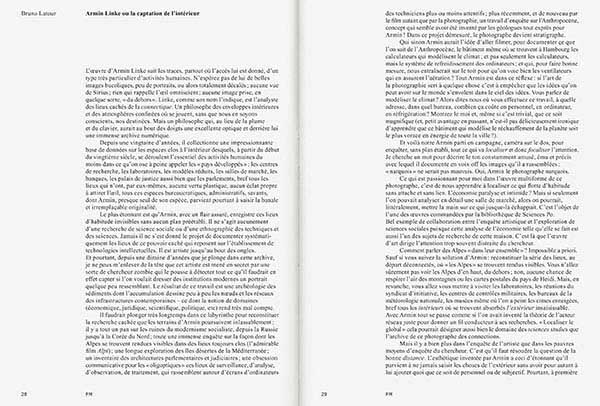 Bruno Latour
Armin Linke ou la captation de l'intérieur
L'œuvre d'Armin Linke suit les traces, partout où l'accès lui est donné, d'un
type très particulier d'activités humaines. N'espérez pas de lui de belles
images bucoliques, peu de portraits, ou alors totalement décalés; aucune vue
de Sirius; rien qui rappelle l'œil omniscient; aucune image prise, en
quelque sorte, « du dehors ». Linke, comme son nom l'indique, est l'analyste
des lieux cachés de la connectique. Un philosophe des enveloppes intérieures
et des atmosphères confinées où se jouent, sans que nous en soyons
conscients, nos destinées. Mais un philosophe qui, au lieu de la plume
et du clavier, aurait au bout des doigts une excellente optique et derrière lui
une immense archive numérique.
Depuis une vingtaine d'années, il collectionne une impressionnante
base de données sur les espaces clos à l'intérieur desquels, à partir du début
du vingtième siècle, se déroulent l'essentiel des activités humaines du
moins dans ce qu'on ose à peine appeler les « pays développés » : les centres
de recherche, les laboratoires, les modèles réduits, les salles de marché, les
banques, les palais de justice aussi bien que les parlements, bref tous les
lieux qui n'ont, par eux-mêmes, aucune vertu plastique, aucun éclat propre
à attirer l'œil, tous ces espaces bureaucratiques, administratifs, savants,
dont Armin, presque seul de son espèce, parvient pourtant à saisir la banale
et irremplaçable originalité.
Le plus étonnant est qu'Armin, avec un flair assuré, enregistre ces lieux
d'habitude invisibles sans aucun plan préétabli. Il ne s'agit aucunement
d'une recherche de science sociale ou d'une ethnographie des techniques et
des sciences. Jamais il ne s'est donné le projet de documenter systémati-
quement les lieux de ce pouvoir caché qui reposent sur l'établissement de
technologies intellectuelles. Il est artiste jusqu'au bout des ongles.
Et pourtant, depuis une dizaine d'années que je plonge dans cette archive,
je ne peux m'enlever de la tête que cet artiste est mené en secret par une
sorte de chercheur comblé qui le pousse à détecter tout ce qu'il faudrait en
effet capter si l'on voulait dresser des institutions modernes un portrait
quelque peu ressemblant. Le résultat de ce travail est une archéologie des
sédiments dont l'accumulation dessine peu à peu les nœuds et les réseaux
des infrastructures contemporaines – ce dont la notion de domaines
(économique, juridique, scientifique, politique, etc) rend très mal compte.
Il faudrait plonger très longtemps dans ce labyrinthe pour reconstituer
la recherche cachée que les terrains d'Armin poursuivent inlassablement;
il y a tout un pan sur les ruines du modernisme socialiste, depuis la Russie
jusqu'à la Corée du Nord; toute une immense enquête sur la façon dont les
Alpes se trouvent rendues visibles dans des lieux toujours clos (l'admirable
film Alpi); une longue exploration des îles désertes de la Méditerranée;
un inventaire des architectures parlementaires et judiciaires; une obsession
communicative pour les « oligoptiques » – ces lieux de surveillance, d'analyse,
d'observation, de traitement, qui rassemblent autour d'écrans d'ordinateurs
28
FR
des techniciens plus ou moins attentifs; plus récemment, et de nouveau par
le film autant que par la photographie, un travail d'enquête sur l'Anthropocène,
concept qui semble avoir été inventé par les géologues tout exprès pour
Armin! Dans ce projet démesuré, le photographe devient stratigraphe.
Qui sinon Armin aurait l'idée d'aller filmer, pour documenter ce que
l'on sait de l'Anthropocène, le bâtiment même où se trouvent à Hambourg les
calculateurs qui modélisent le climat; et pas seulement les calculateurs,
mais le système de refroidissement des ordinateurs; et qui, pour faire bonne
mesure, nous entraînerait sur le toit pour qu'on voie bien les ventilateurs
qui en assurent l'aération? Tout Armin est dans ce réflexe : si l'art de
la photographie sert à quelque chose c'est à empêcher que les idées qu'on
peut avoir sur le monde s'envolent dans le ciel des idées. Vous parlez de
modéliser le climat? Alors dites nous où vous effectuez ce travail, à quelle
adresse, dans quel bureau, combien ça coûte en personnel, en ordinateur,
en réfrigération? Montrez le moi et, même si c'est trivial, que ce soit
magnifique (et, petit avantage en passant, n'est-il pas délicieusement ironique
d'apprendre que ce bâtiment qui modélise le réchauffement de la planète soit
le plus vorace en énergie de toute la ville?).
Et voilà notre Armin parti en campagne, caméra sur le dos, pour
enquêter, sans plan établi, tout ce qui va localiser et donc focaliser l'attention.
Je cherche un mot pour décrire le ton constamment amusé, ému et précis
avec lequel il documente en voix off les images qu'il a rassemblées :
« narquois » ne serait pas mauvais. Oui, Armin le photographe narquois.
Ce qui est passionnant pour moi dans l'œuvre multiforme de ce
photographe, c'est de nous apprendre à localiser ce qui flotte d'habitude
sans attache et sans lien. L'économie paralyse et intimide? Mais si seulement
l'on pouvait analyser en détail une salle de marché, alors on pourrait,
littéralement, mettre la main sur ce qui jusque-là échappait. C'est l'objet de
l'une des œuvres commandées par la bibliothèque de Sciences Po.
Bel exemple de collaboration entre l'enquête artistique et l'exploration de
sciences sociales puisque cette analyse de l'économie telle qu'elle se fait est
aussi l'un des sujets de recherche de cette maison. C'est là que l'œuvre
d'art dirige l'attention trop souvent distraite du chercheur.
Comment parler des Alpes « dans leur ensemble »? Impossible a priori.
Sauf si vous suivez la solution d'Armin : reconstituer la série des lieux, au
départ déconnectés, où « les Alpes » se trouvent rendues visibles. Vous n'allez
sûrement pas voir les Alpes d'en haut, du dehors; non, aucune chance de
respirer l'air des montagnes ou les cartes postales du pays de Heidi. Mais, en
revanche, vous allez vous mettre à visiter les laboratoires, les réunions du
syndicat d'initiative, les centres de contrôles militaires, les bureaux de la
météorologie nationale, les musées même où l'on a peint les cimes enneigées,
bref tous les intérieurs où se trouvent absorbés l'extérieur insaisissable.
Avec Armin tout se passe comme si l'on avait inventé la théorie de l'acteur
réseau juste pour donner un fil conducteur à ses recherches. « Localiser le
global » cela pourrait désigner aussi bien le domaine des sciences studies que
l'archive de ce photographe des connections.
Mais il y a bien plus dans l'enquête de l'artiste que dans les pauvres
moyens d'enquête du chercheur. C'est qu'il faut résoudre la question de la
bonne distance. L'esthétique inventée par Armin a ceci d'étonnant qu'il
parvient à ne jamais saisir les choses de l'extérieur sans avoir pour autant à
lui ajouter quoi que ce soit de personnel ou de subjectif. Pourtant, à première
29
FR